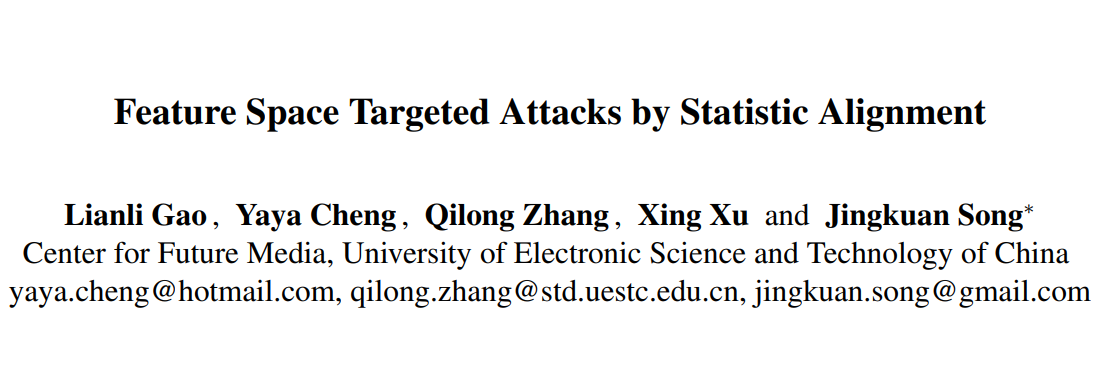 Feature Space Targeted Attacks by Statistic Alignment
Lianli Gao , Yaya Cheng , Qilong Zhang , Xing Xu and Jingkuan Song*
Center for Future Media, University of Electronic Science and Technology of China
yaya.cheng@hotmail.com, qilong.zhang@std.uestc.edu.cn, jingkuan.song@gmail.com